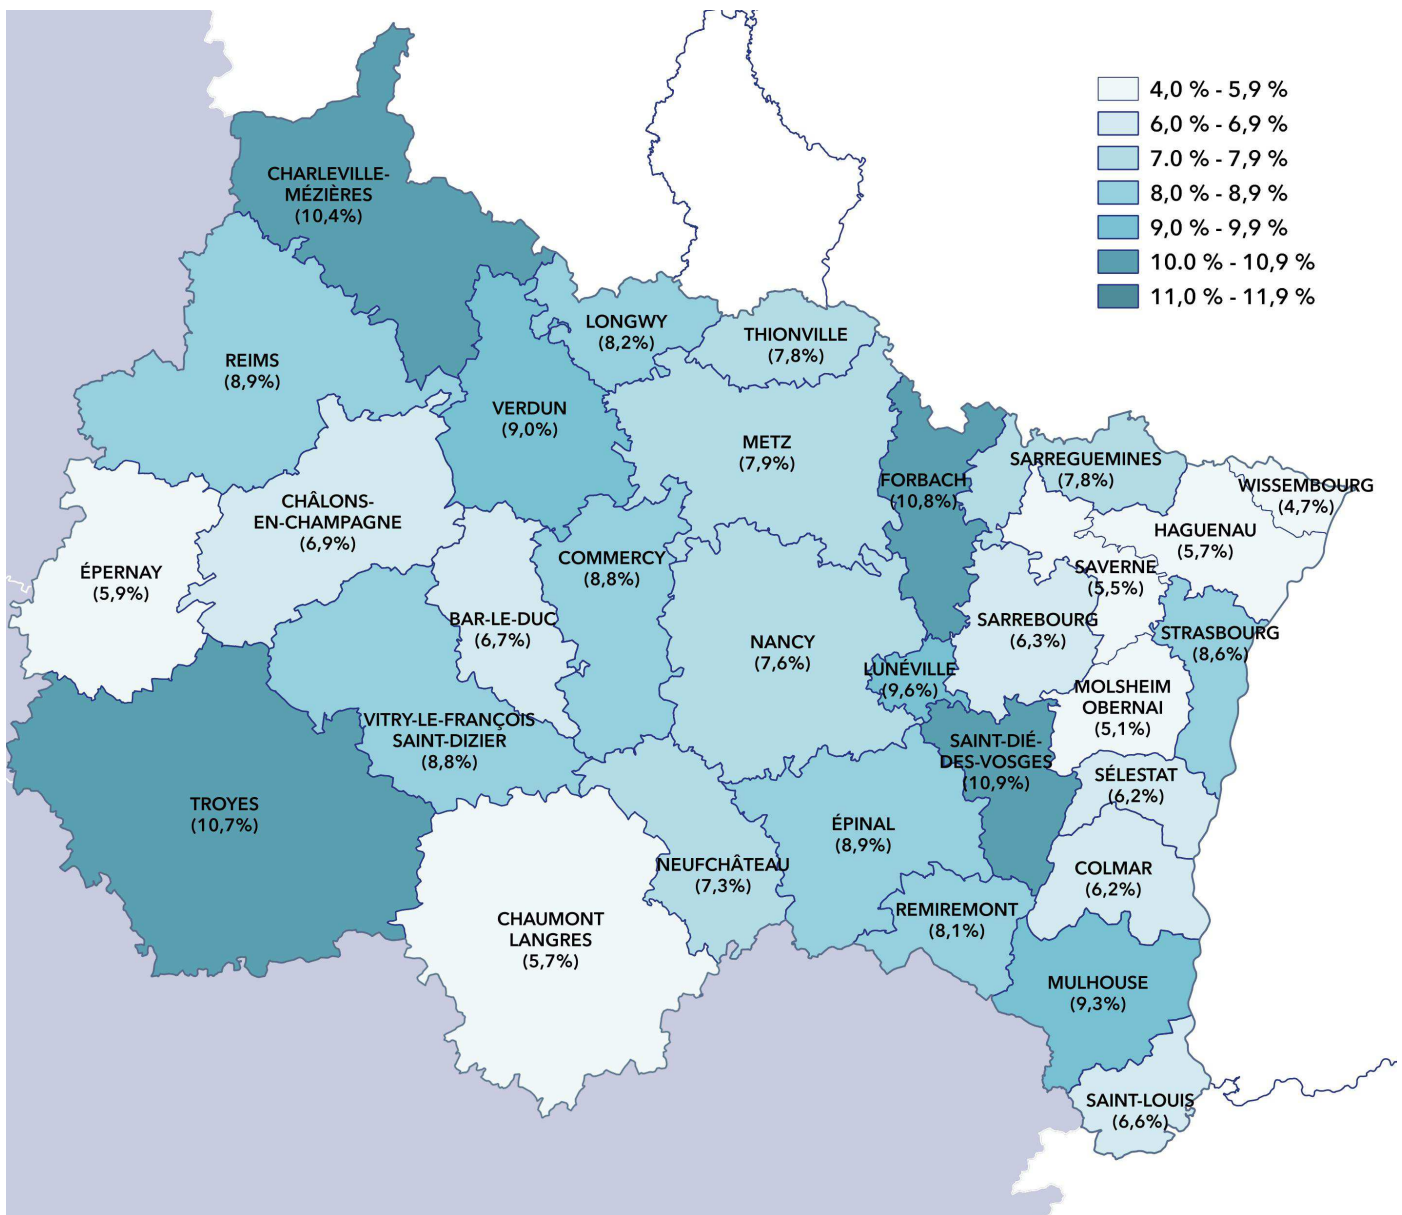 4,0 % - 5,9 %
6,0 % - 6,9 %
7.0 % - 7,9 %
8,0 % - 8,9 %
9,0 % - 9,9 %
10.0 % - 10,9 %
11,0 % - 11,9 %
CHARLEVILLE-
MÉZIÈRES
(10,4%)
REIMS
(8,9%)
LONGWY
(8,2%)
THIONVILLE
(7,8%)
VERDUN
(9,0%)
METZ
(7,9%)
FORBACH
(10,8%)
SARREGUEMINES
(7,8%)
WISSEMBOURG
(4,7%)
HAGUENAU
(5,7%)
CHÂLONS-
EN-CHAMPAGNE
(6,9%)
ÉPERNAY
(5,9%)
COMMERCY
(8,8%)
SAVERNE
(5,5%)
BAR-LE-DUC
(6,7%)
NANCY
(7,6%)
SARREBOURG
(6,3%)
STRASBOURG
(8,6%)
LUNÉVILLE
(9,6%)
MOLSHEIM
OBERNAI
(5,1%)
VITRY-LE-FRANÇOIS
SAINT-DIZIER
(8,8%)
SAINT-DIÉ-
DES-VOSGES
(10,9%)
SÉLESTAT
(6,2%)
TROYES
(10,7%)
ÉPINAL
(8,9%)
NEUFCHÂTEAU
(7,3%)
COLMAR
(6,2%)
REMIREMONT
(8,1%)
CHAUMONT
LANGRES
(5,7%)
MULHOUSE
(9,3%)
SAINT-LOUIS
(6,6%)